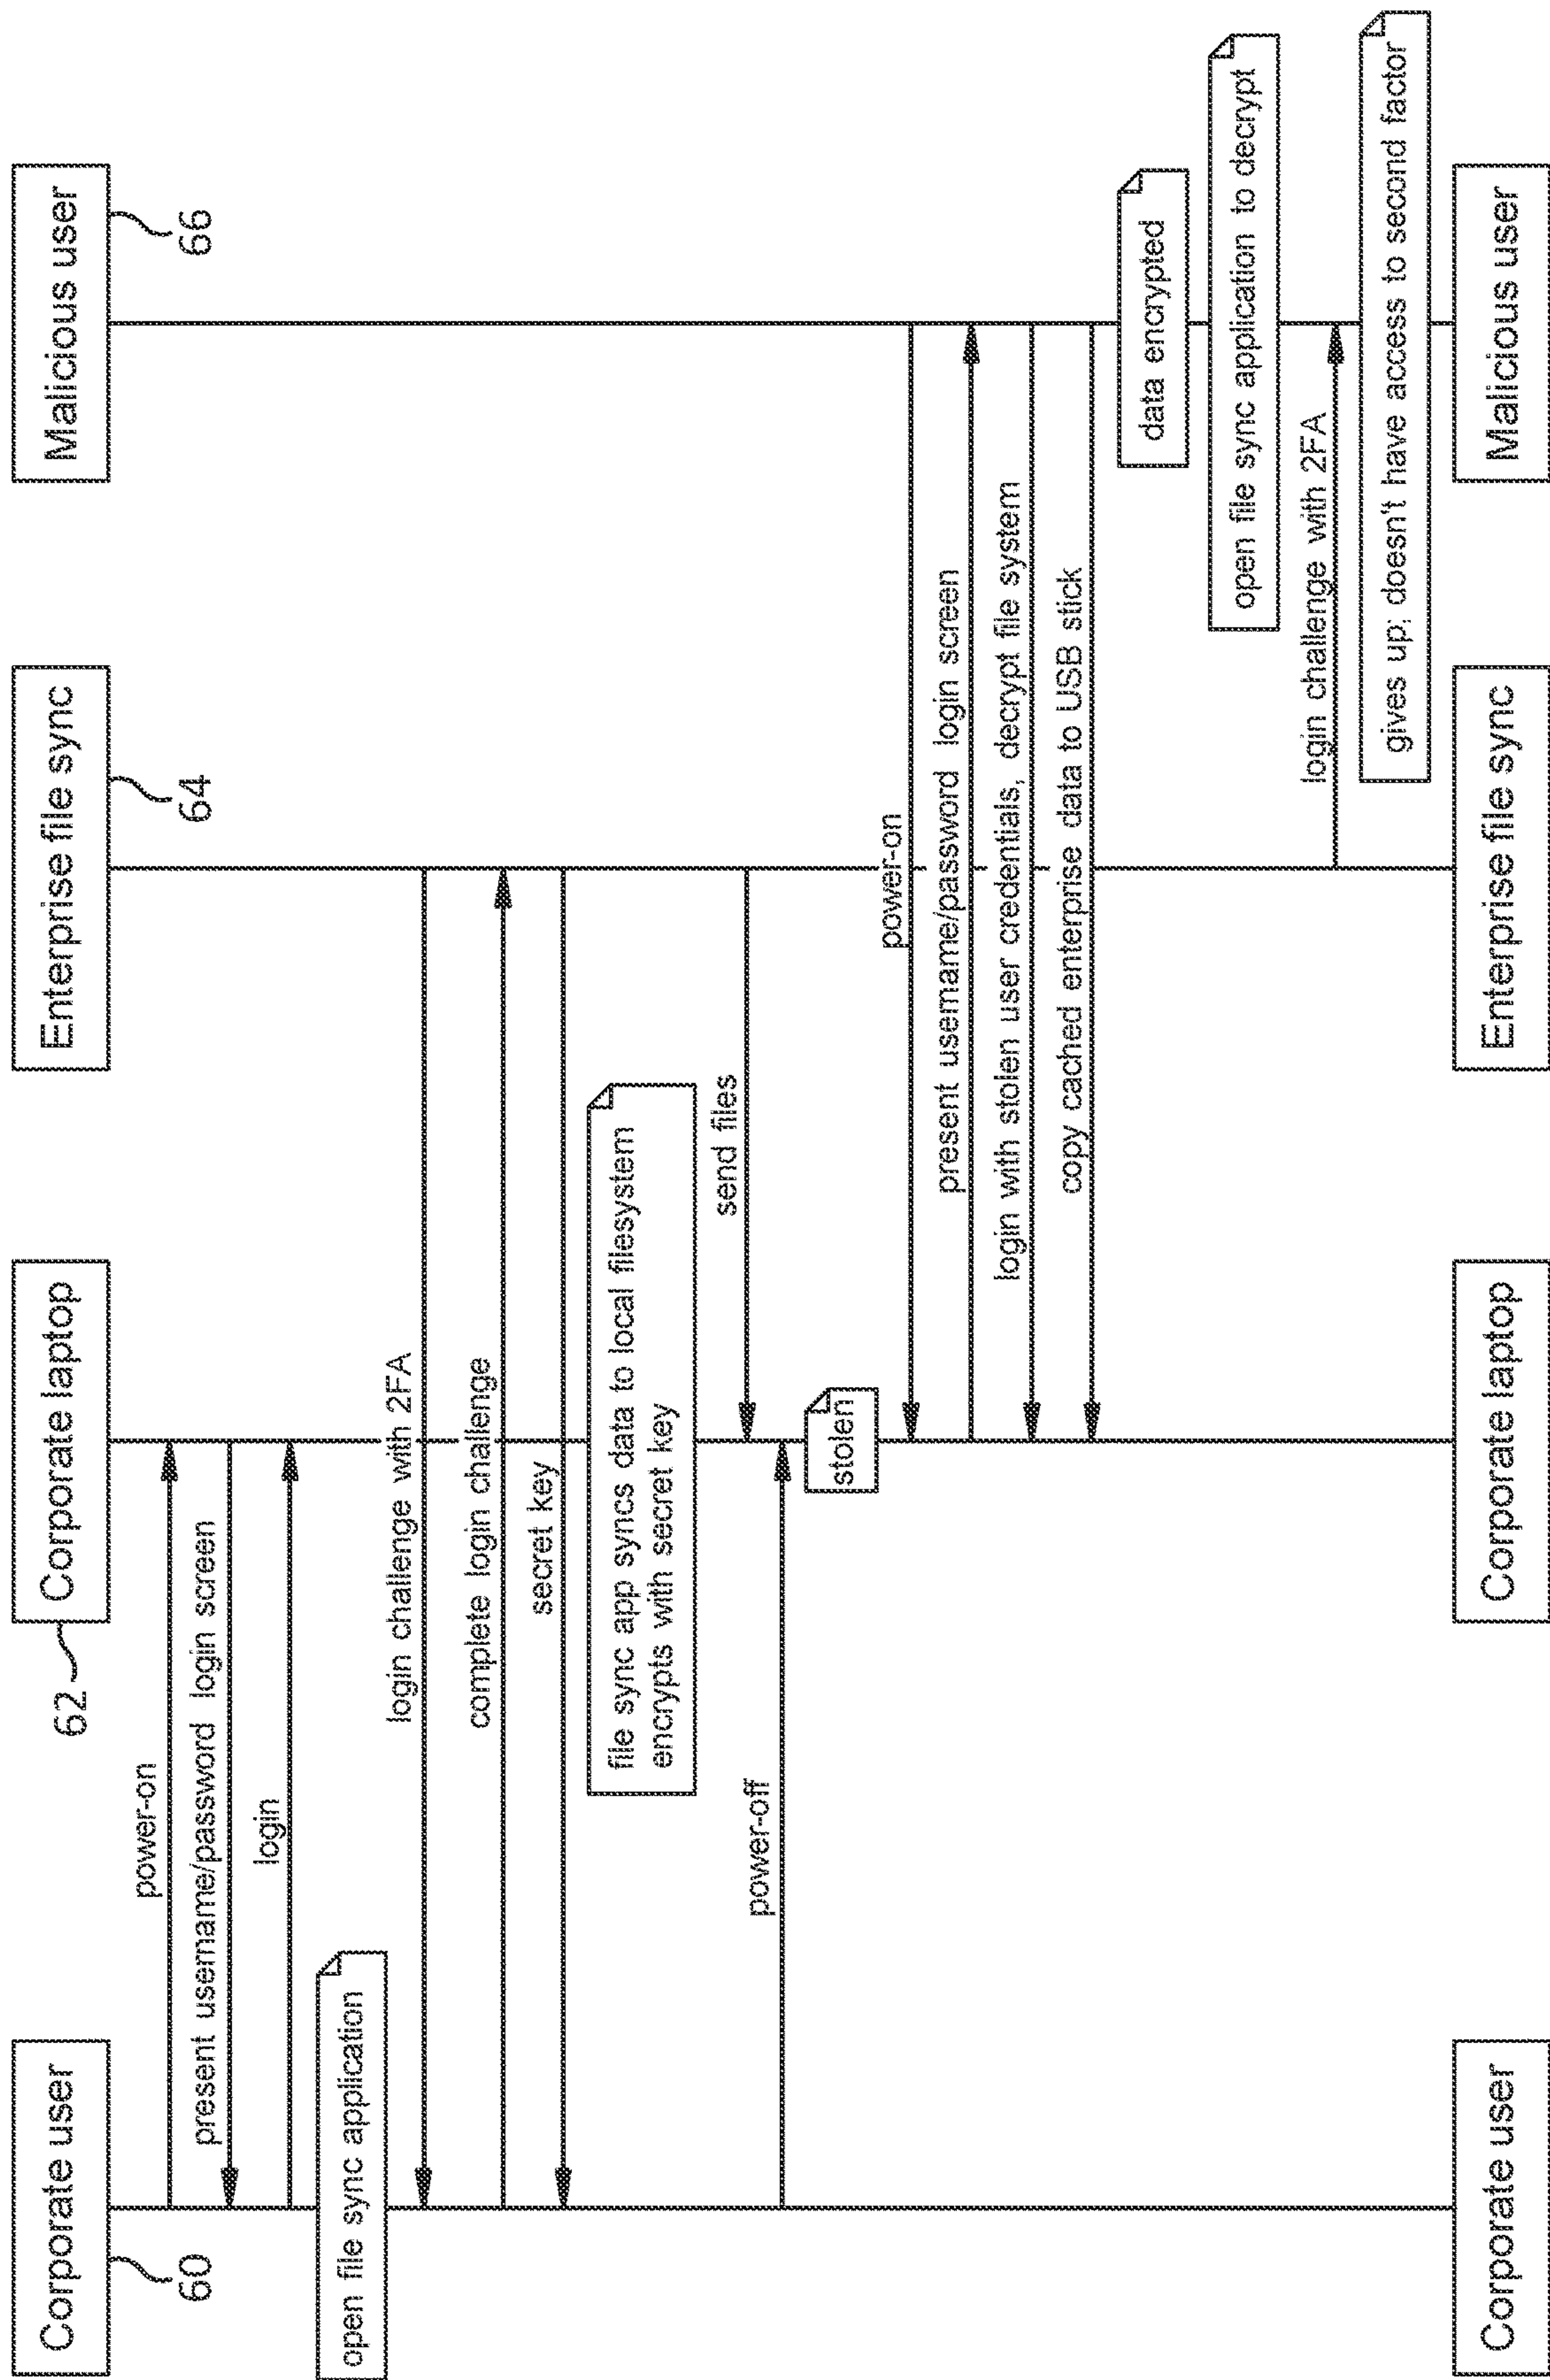 Corporate user
60
62
Corporate laptop
Enterprise file sync
64
Malicious user
66
power-on
present username/password login screen
login
open file sync application
login challenge with 2FA
complete login challenge
secret key
file sync app syncs data to local filesystem
encrypts with secret key
send files
power-off
stolen
power-on
present username/password login screen
login with stolen user credentials, decrypt file system
copy cached enterprise data to USB stick
data encrypted
open file sync application to decrypt
login challenge with 2FA
gives up; doesn't have access to second factor
Corporate user
Corporate laptop
Enterprise file sync
Malicious user